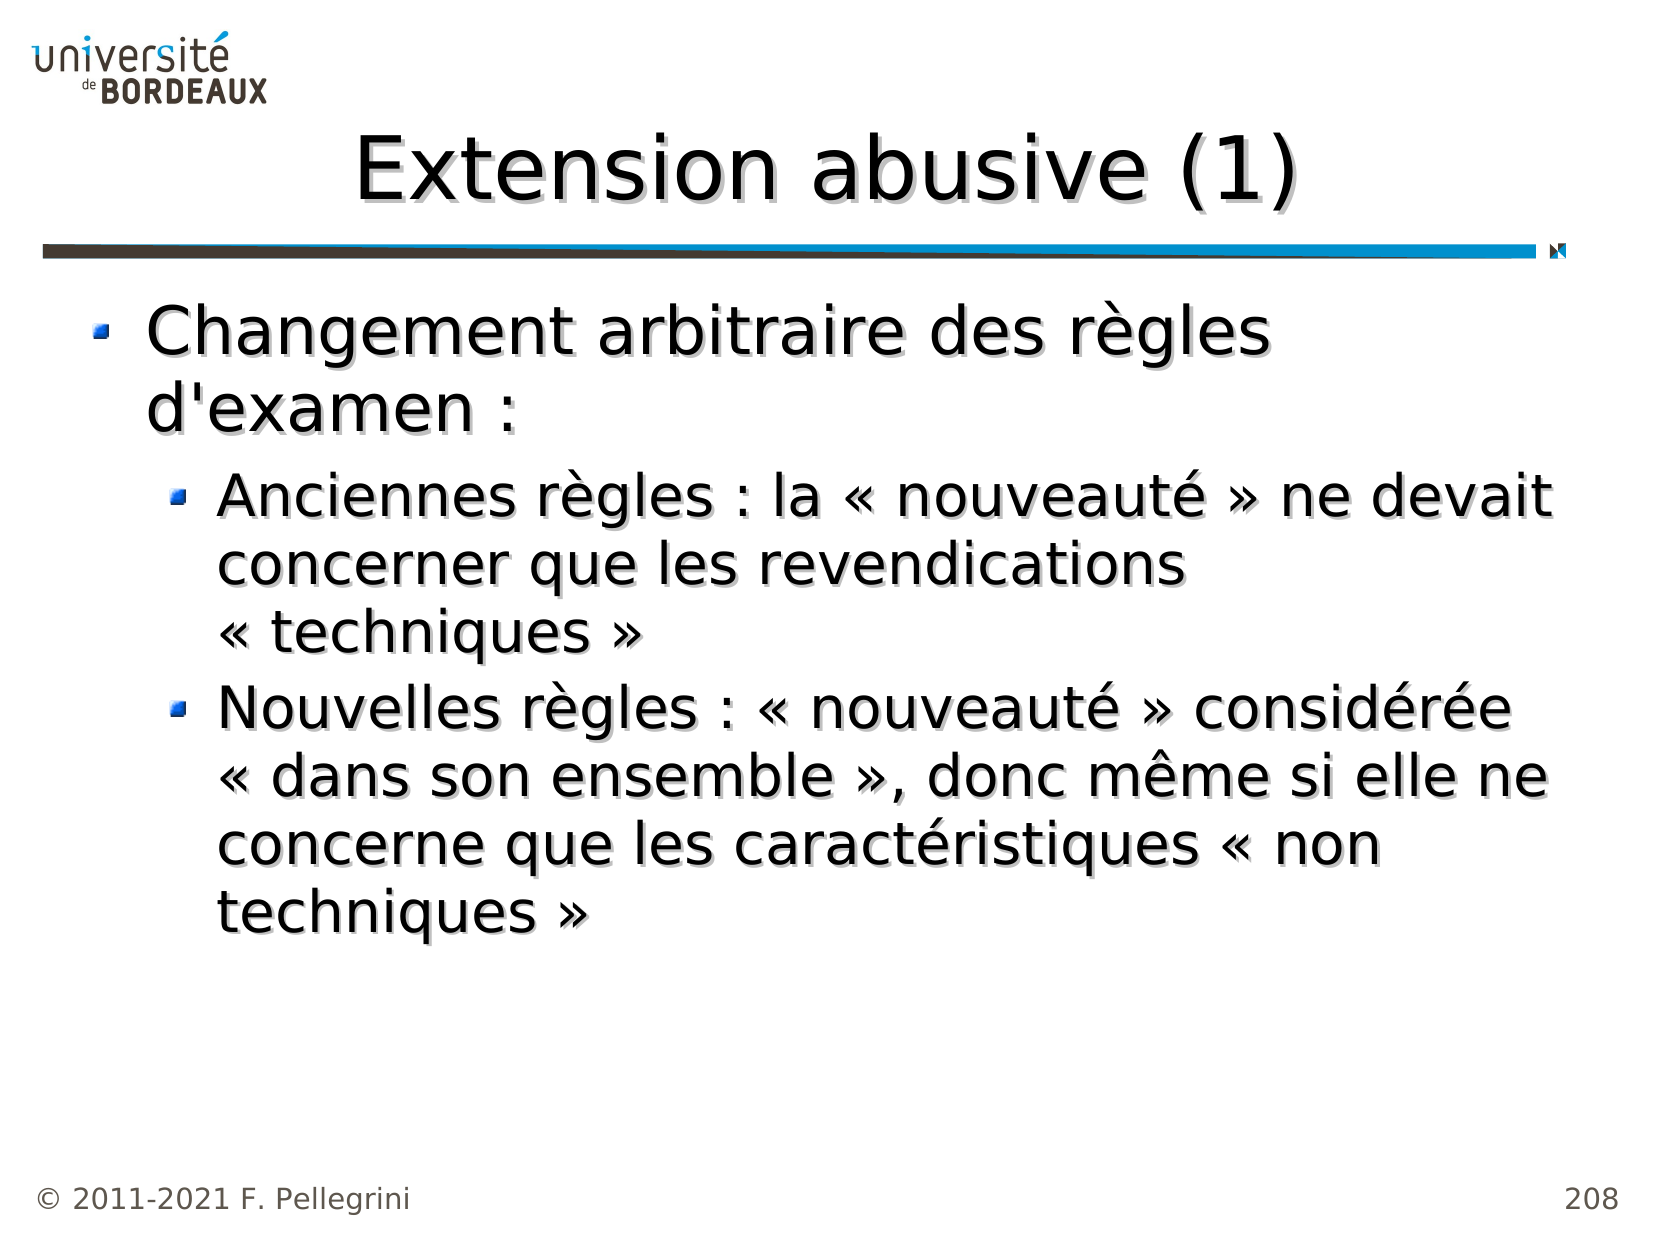 université
de BORDEAUX
Extension abusive (1)
Changement arbitraire des règles
d'examen :
Anciennes règles : la « nouveauté » ne devait
concerner que les revendications
« techniques »
Nouvelles règles : « nouveauté » considérée
« dans son ensemble », donc même si elle ne
concerne que les caractéristiques « non
techniques »
© 2011-2021 F. Pellegrini
208